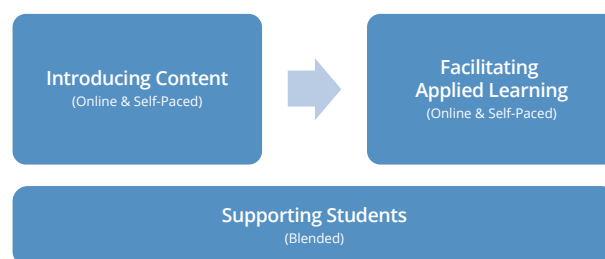 Introducing Content
(Online & Self-Paced)
Facilitating
Applied Learning
(Online & Self-Paced)
Supporting Students
(Blended)